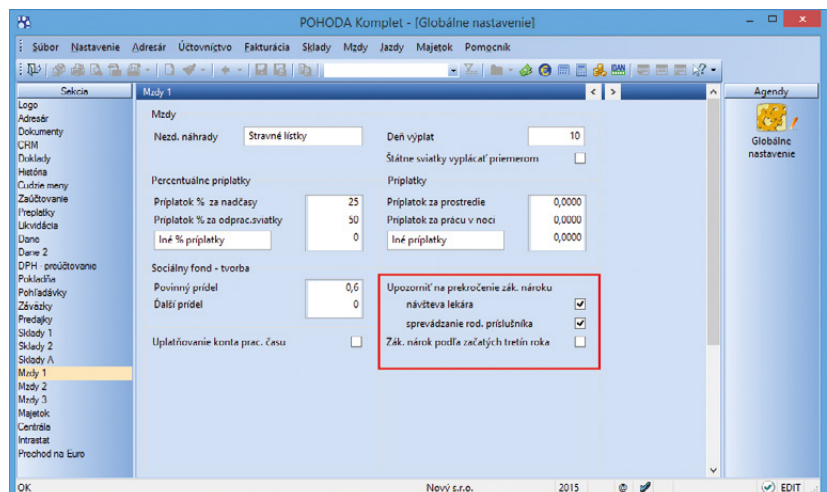 POHODA Komplet - [Globálne nastavenie]
Súbor Nastavenie Adresár Účtovníctvo Fakturácia Sklady Mzdy Jazdy Majetok Pomocník
Sekcia
Mzdy 1
Agendy
Logo
Adresár
Dokumenty
CRM
Doklady
História
Cudzie meny
Zaúčtovanie
Preplatky
Likvidácia
Dane
Dane 2
DPH - preúčtovanie
Pokladňa
Pohľadávky
Záväzky
Predajky
Sklady 1
Sklady 2
Sklady A
Mzdy 1
Mzdy 2
Mzdy 3
Majetok
Centrála
Intrastat
Prechod na Euro
Mzdy
Nezd. náhrady Stravné lístky
Deň výplat 10
Štátne sviatky vyplácať priemerom
Percentuálne príplatky
Príplatok % za nadčasy 25
Príplatok % za odprac.sviatky 50
Iné % príplatky 0
Príplatky
Príplatok za prostredie 0,0000
Príplatok za prácu v noci 0,0000
Iné príplatky 0,0000
Sociálny fond - tvorba
Povinný prídel 0,6
Ďalší prídel 0
Uplatňovanie konta prac. času
Upozorniť na prekročenie zák. nároku
návšteva lekára
sprevádzanie rod. príslušníka
Zák. nárok podľa začatých tretín roka
Globálne
nastavenie
OK Nový s.r.o. 2015 @ EDIT